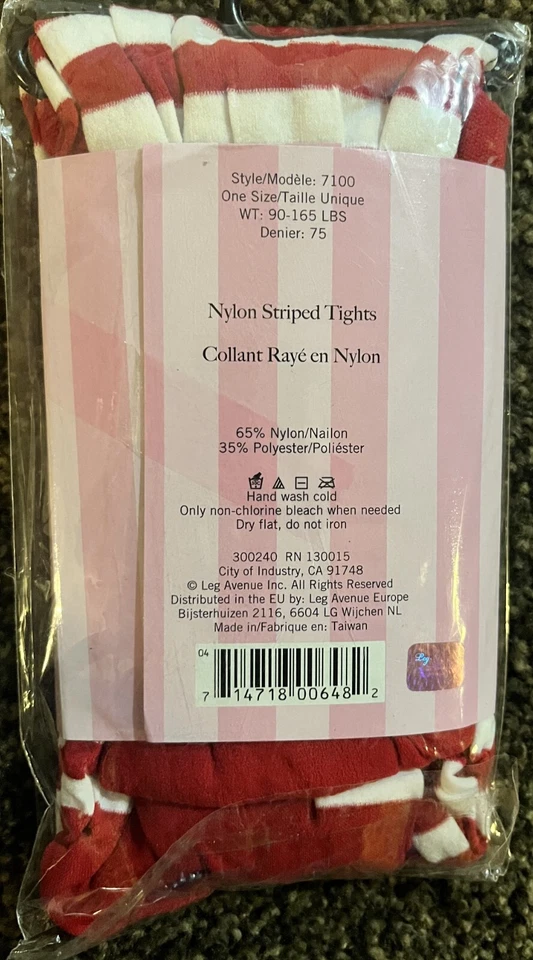 Style/Modèle: 7100
One Size/Taille Unique
WT: 90-165 LBS
Denier: 75
Nylon Striped Tights
Collant Rayé en Nylon
65% Nylon/Nailon
35% Polyester/Poliéster
Hand wash cold
Only non-chlorine bleach when needed
Dry flat, do not iron
300240 RN 130015
City of Industry, CA 91748
© Leg Avenue Inc. All Rights Reserved
Distributed in the EU by: Leg Avenue Europe
Bijsterhuizen 2116, 6604 LG Wijchen NL
Made in/Fabrique en: Taiwan
04
7 14718 00648 2
Leg